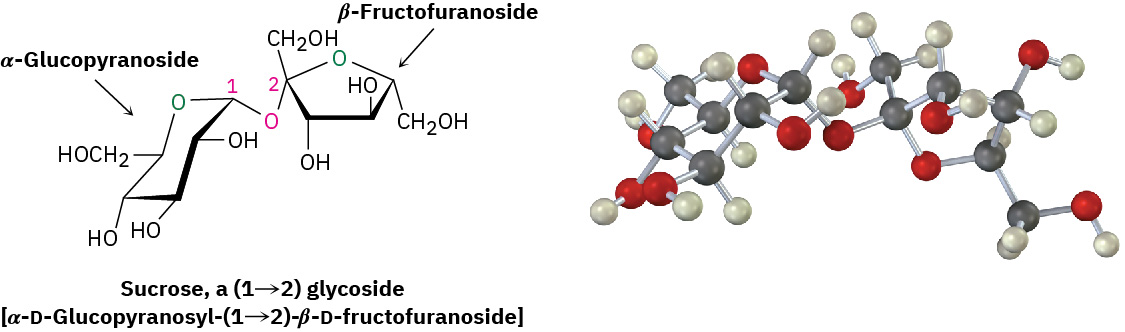 β-Fructofuranoside
α-Glucopyranoside
CH2OH
O
1
2
HO
O
O
CH2OH
OH
HOCH2
OH
HO
HO
Sucrose, a (1→2) glycoside
[α-D-Glucopyranosyl-(1→2)-β-D-fructofuranoside]